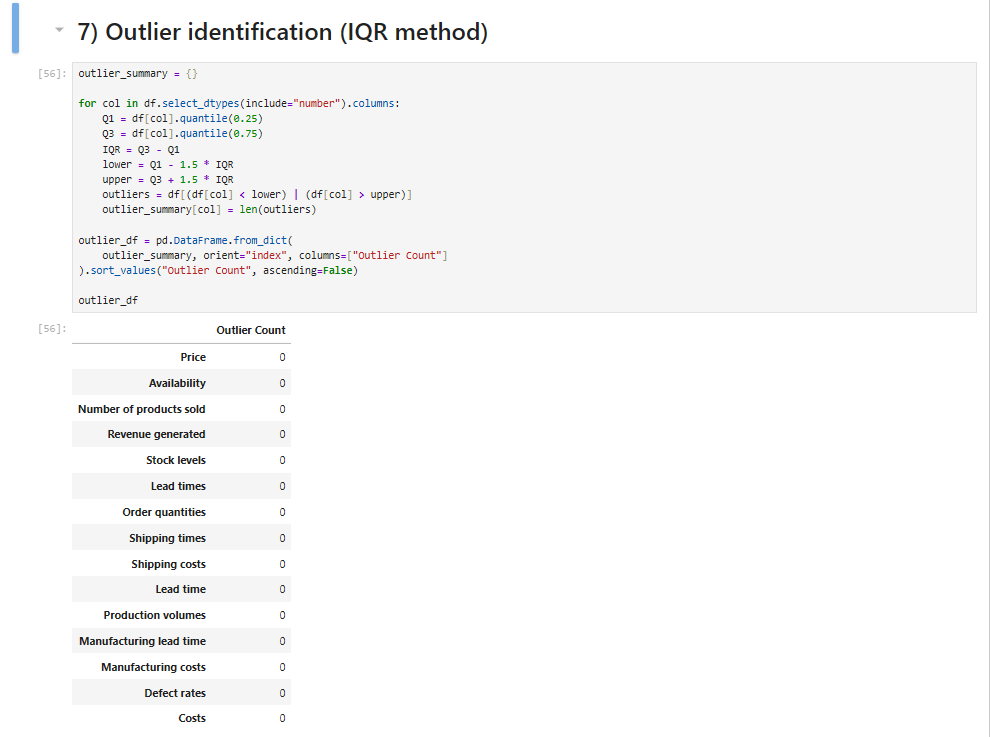 7) Outlier identification (IQR method)
[56]:
outlier_summary = {}
for col in df.select_dtypes(include="number").columns:
    Q1 = df[col].quantile(0.25)
    Q3 = df[col].quantile(0.75)
    IQR = Q3 - Q1
    lower = Q1 - 1.5 * IQR
    upper = Q3 + 1.5 * IQR
    outliers = df[(df[col] < lower) | (df[col] > upper)]
    outlier_summary[col] = len(outliers)
outlier_df = pd.DataFrame.from_dict(
    outlier_summary, orient="index", columns=["Outlier Count"]
).sort_values("Outlier Count", ascending=False)
outlier_df
[56]:
Outlier Count
Price 0
Availability 0
Number of products sold 0
Revenue generated 0
Stock levels 0
Lead times 0
Order quantities 0
Shipping times 0
Shipping costs 0
Lead time 0
Production volumes 0
Manufacturing lead time 0
Manufacturing costs 0
Defect rates 0
Costs 0